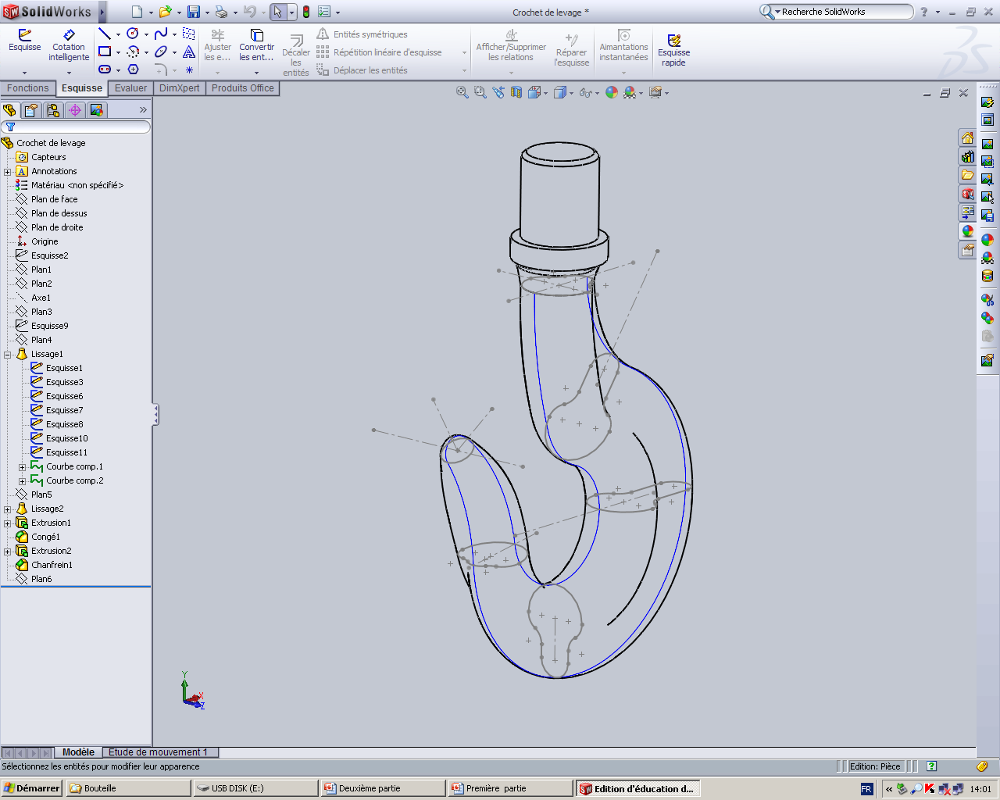 SolidWorks
Crochet de levage *
Recherche SolidWorks
Esquisse
Cotation intelligente
Ajuster les e...
Convertir les ent...
Décaler les entités
Entités symétriques
Répétition linéaire d'esquisse
Déplacer les entités
Afficher/Supprimer les relations
Réparer l'esquisse
Aimantations instantanées
Esquisse rapide
Fonctions
Esquisse
Evaluer
DimXpert
Produits Office
Crochet de levage
Capteurs
Annotations
Matériau <non spécifié>
Plan de face
Plan de dessus
Plan de droite
Origine
Esquisse2
Plan1
Plan2
Axe1
Plan3
Esquisse9
Plan4
Lissage1
Esquisse1
Esquisse3
Esquisse6
Esquisse7
Esquisse8
Esquisse10
Esquisse11
Courbe comp.1
Courbe comp.2
Plan5
Lissage2
Extrusion1
Congé1
Extrusion2
Chanfrein1
Plan6
Y
X
Z
Modèle
Etude de mouvement 1
Sélectionnez les entités pour modifier leur apparence
Edition: Pièce
Démarrer
Bouteille
USB DISK (E:)
Deuxième partie
Première partie
Edition d'éducation d...
FR
14:01